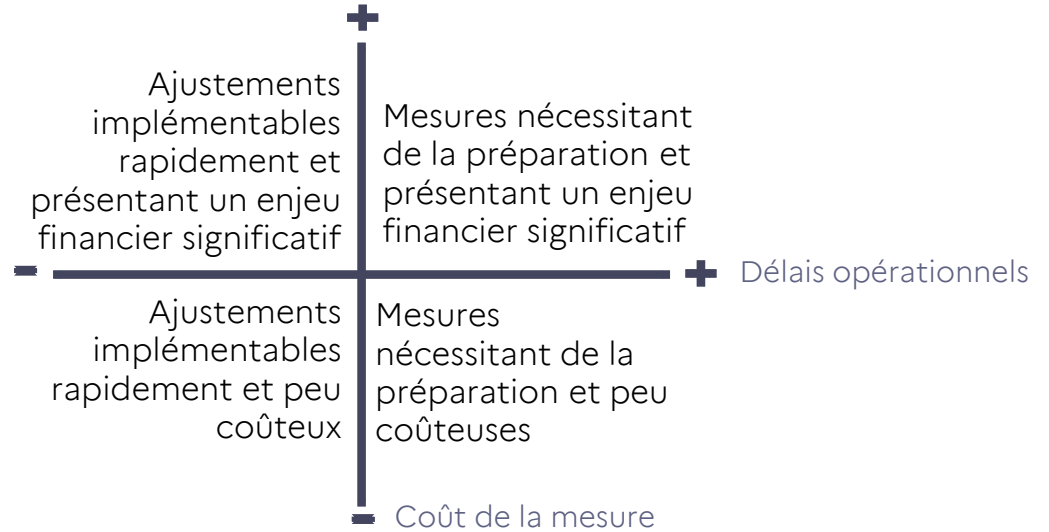 +
Ajustements
implémentables
rapidement et
présentant un enjeu
financier significatif
Mesures nécessitant
de la préparation et
présentant un enjeu
financier significatif
-
+ Délais opérationnels
Ajustements
implémentables
rapidement et peu
coûteux
Mesures
nécessitant de la
préparation et peu
coûteuses
- Coût de la mesure